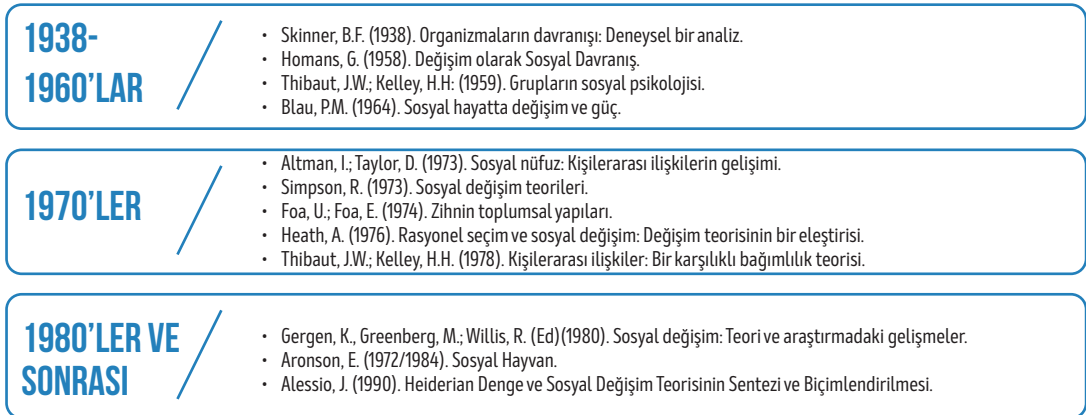 1938-
1960'LAR
• Skinner, B.F. (1938). Organizmaların davranışı: Deneysel bir analiz.
• Homans, G. (1958). Değişim olarak Sosyal Davranış.
• Thibaut, J.W.; Kelley, H.H: (1959). Grupların sosyal psikolojisi.
• Blau, P.M. (1964). Sosyal hayatta değişim ve güç.
1970'LER
• Altman, I.; Taylor, D. (1973). Sosyal nüfuz: Kişilerarası ilişkilerin gelişimi.
• Simpson, R. (1973). Sosyal değişim teorileri.
• Foa, U.; Foa, E. (1974). Zihnin toplumsal yapıları.
• Heath, A. (1976). Rasyonel seçim ve sosyal değişim: Değişim teorisinin bir eleştirisi.
• Thibaut, J.W.; Kelley, H.H. (1978). Kişilerarası ilişkiler: Bir karşılıklı bağımlılık teorisi.
1980'LER VE
SONRASI
• Gergen, K., Greenberg, M.; Willis, R. (Ed)(1980). Sosyal değişim: Teori ve araştırmadaki gelişmeler.
• Aronson, E. (1972/1984). Sosyal Hayvan.
• Alessio, J. (1990). Heiderian Denge ve Sosyal Değişim Teorisinin Sentezi ve Biçimlendirilmesi.